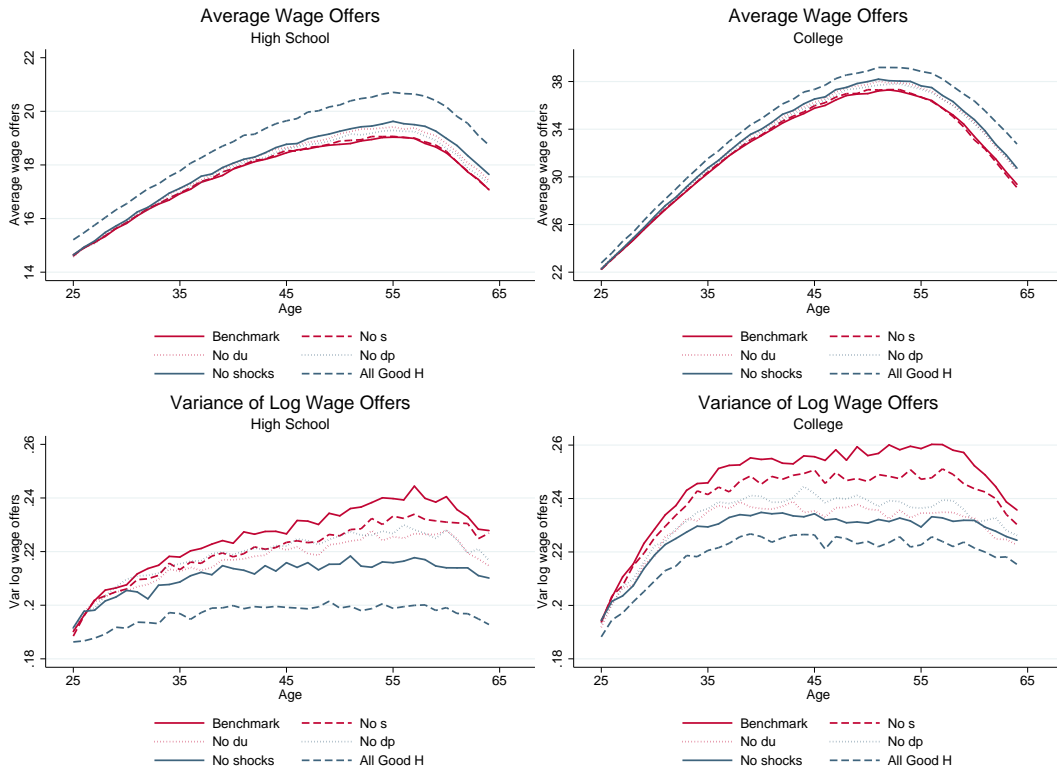 Average Wage Offers
High School
Average wage offers
22
20
18
16
14
25
35
45
55
65
Age
Benchmark
No s
No du
No dp
No shocks
All Good H
Average Wage Offers
College
Average wage offers
38
34
30
26
22
25
35
45
55
65
Age
Benchmark
No s
No du
No dp
No shocks
All Good H
Variance of Log Wage Offers
High School
Var log wage offers
.26
.24
.22
.2
.18
25
35
45
55
65
Age
Benchmark
No s
No du
No dp
No shocks
All Good H
Variance of Log Wage Offers
College
Var log wage offers
.26
.24
.22
.2
.18
25
35
45
55
65
Age
Benchmark
No s
No du
No dp
No shocks
All Good H